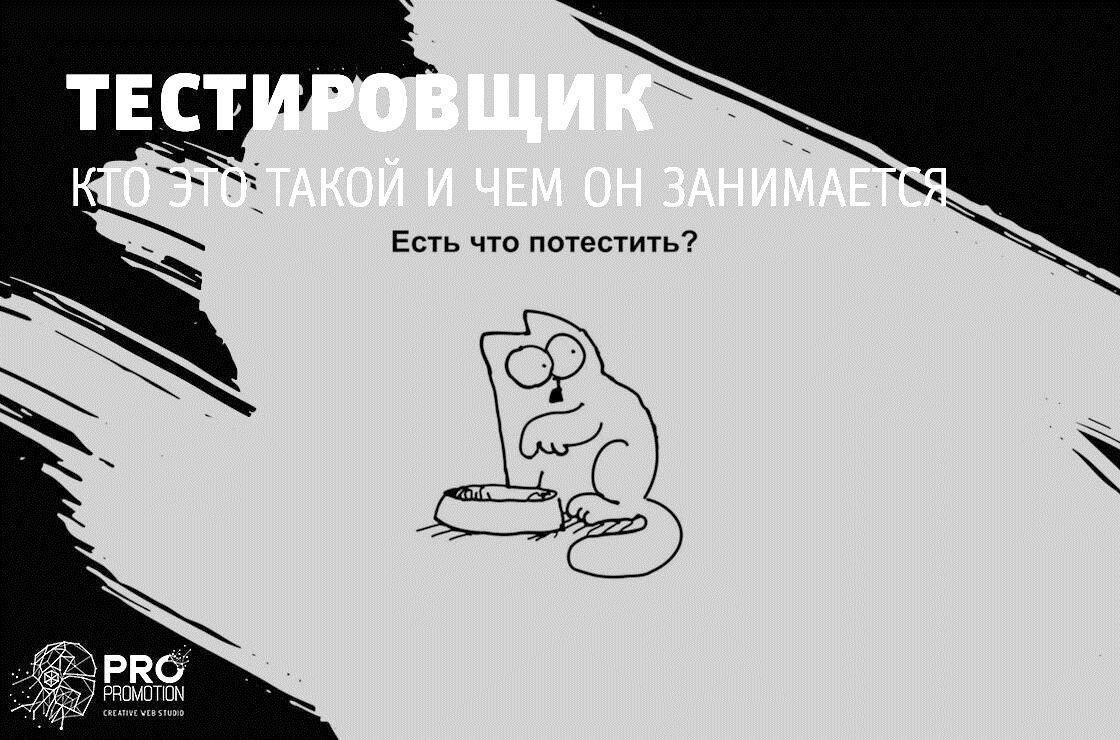 ТЕСТИРОВЩИК
КТО ЭТО ТАКОЙ И ЧЕМ ОН ЗАНИМАЕТСЯ
Есть что потестить?
PRO
PROMOTION
CREATIVE WEB STUDIO